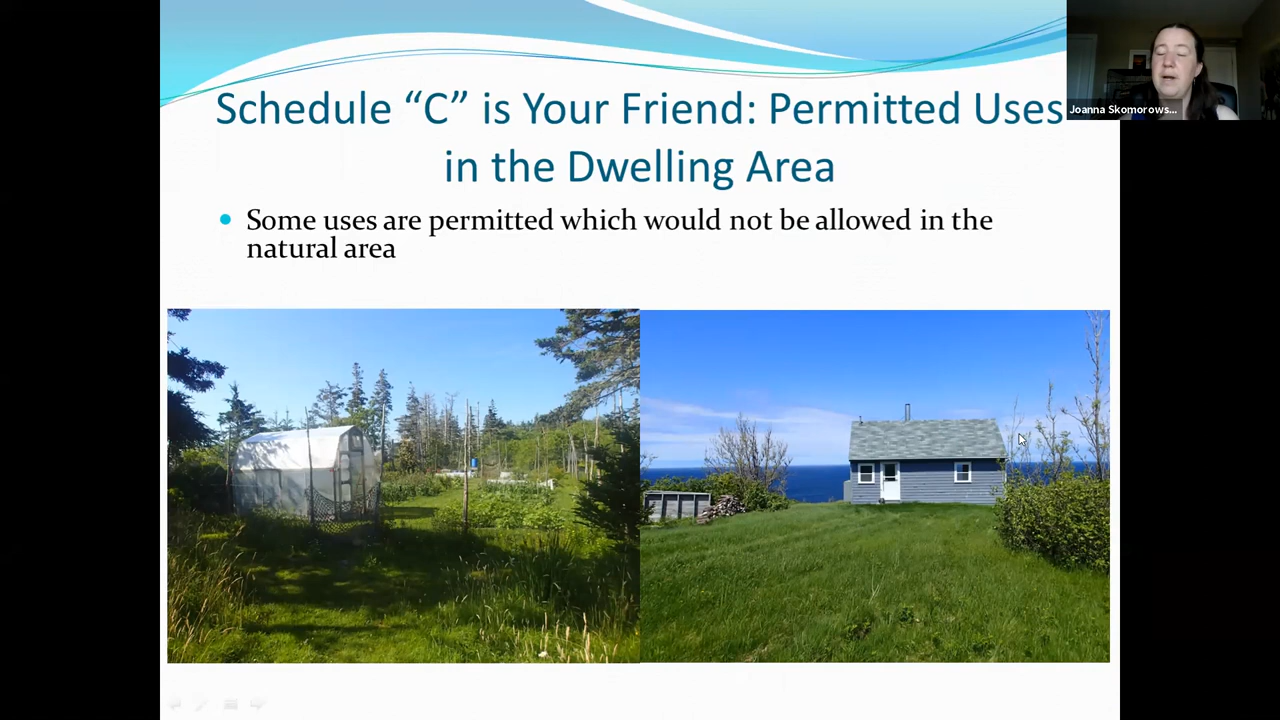 Schedule “C” is Your Friend: Permitted Uses
in the Dwelling Area
Some uses are permitted which would not be allowed in the
natural area
Joanna Skomorows...